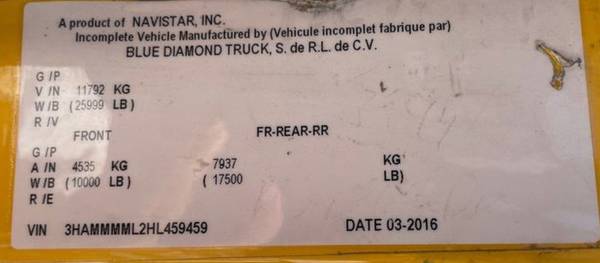 A product of NAVISTAR, INC.
Incomplete Vehicle Manufactured by (Vehicule incomplet fabrique par)
BLUE DIAMOND TRUCK, S. de R.L. de C.V.
G /P
V /N 11792 KG
W /B (25999 LB)
R /V
FRONT FR-REAR-RR
G /P
A /N 4535 KG 7937 KG
W /B (10000 LB) (17500 LB)
R /E
VIN 3HAMMMML2HL459459 DATE 03-2016